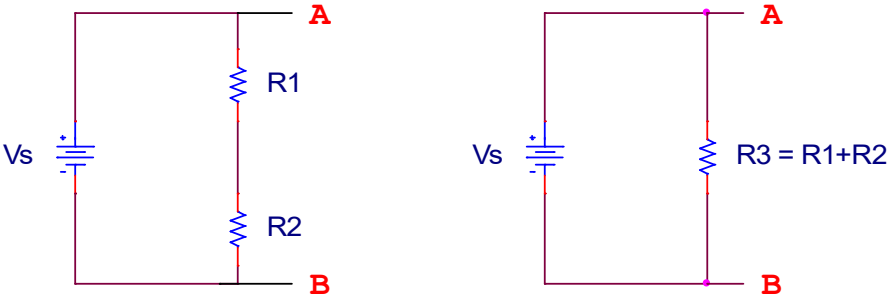 A
R1
Vs
+
-
R2
B
A
Vs
+
-
R3 = R1+R2
B